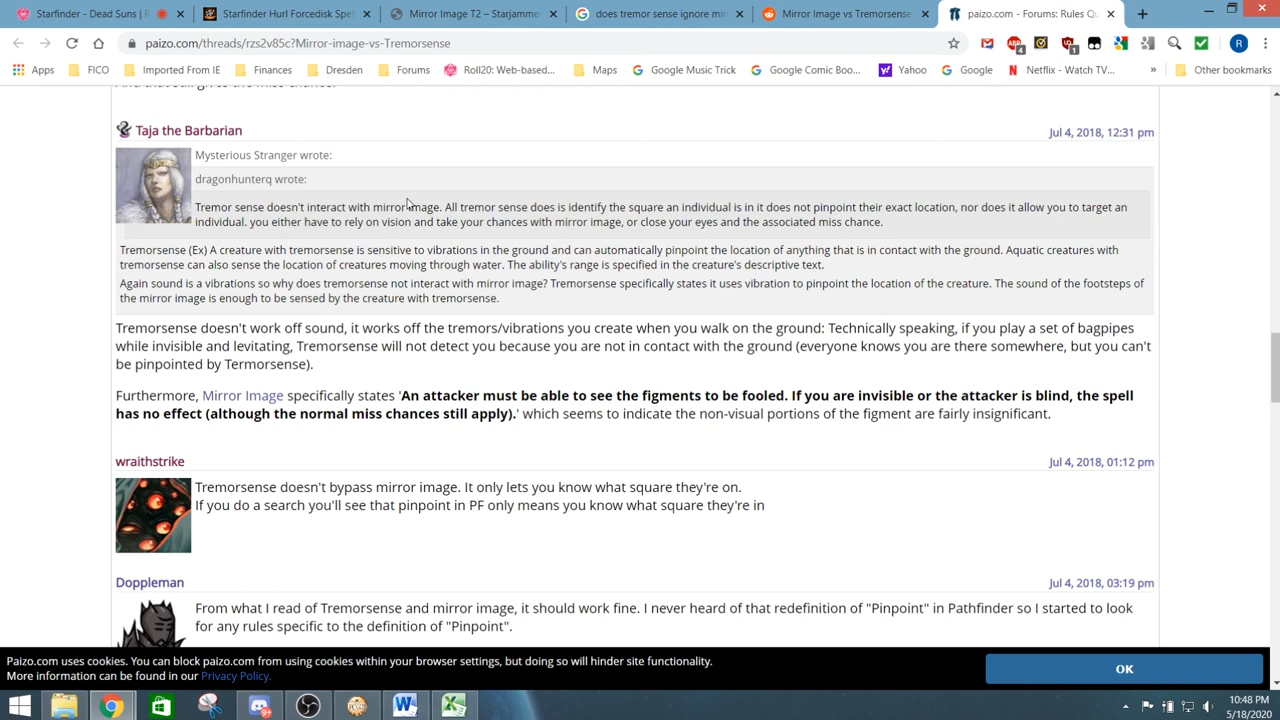 Starfinder - Dead Suns | R
Starfinder Hurl Forcedisk Spel
Mirror Image T2 – Starjammer
does tremor sense ignore mir
Mirror Image vs Tremorsense
paizo.com - Forums: Rules Qu
paizo.com/threads/rzs2v85c?Mirror-image-vs-Tremorsense
Apps FICO Imported From IE Finances Dresden Forums Roll20: Web-based... Maps Google Music Trick Google Comic Boo... Yahoo Google Netflix - Watch TV... » Other bookmarks
Taja the Barbarian Jul 4, 2018, 12:31 pm
Mysterious Stranger wrote:
dragonhunterq wrote:
Tremor sense doesn't interact with mirror image. All tremor sense does is identify the square an individual is in it does not pinpoint their exact location, nor does it allow you to target an
individual. you either have to rely on vision and take your chances with mirror image, or close your eyes and the associated miss chance.
Tremorsense (Ex) A creature with tremorsense is sensitive to vibrations in the ground and can automatically pinpoint the location of anything that is in contact with the ground. Aquatic creatures with
tremorsense can also sense the location of creatures moving through water. The ability's range is specified in the creature's descriptive text.
Again sound is a vibrations so why does tremorsense not interact with mirror image? Tremorsense specifically states it uses vibration to pinpoint the location of the creature. The sound of the footsteps of
the mirror image is enough to be sensed by the creature with tremorsense.
Tremorsense doesn't work off sound, it works off the tremors/vibrations you create when you walk on the ground: Technically speaking, if you play a set of bagpipes
while invisible and levitating, Tremorsense will not detect you because you are not in contact with the ground (everyone knows you are there somewhere, but you can't
be pinpointed by Termorsense).
Furthermore, Mirror Image specifically states 'An attacker must be able to see the figments to be fooled. If you are invisible or the attacker is blind, the spell
has no effect (although the normal miss chances still apply).' which seems to indicate the non-visual portions of the figment are fairly insignificant.
wraithstrike Jul 4, 2018, 01:12 pm
Tremorsense doesn't bypass mirror image. It only lets you know what square they're on.
If you do a search you'll see that pinpoint in PF only means you know what square they're in
Doppleman Jul 4, 2018, 03:19 pm
From what I read of Tremorsense and mirror image, it should work fine. I never heard of that redefinition of "Pinpoint" in Pathfinder so I started to look
for any rules specific to the definition of "Pinpoint".
Paizo.com uses cookies. You can block paizo.com from using cookies within your browser settings, but doing so will hinder site functionality.
More information can be found in our Privacy Policy.
OK
10:48 PM
5/18/2020